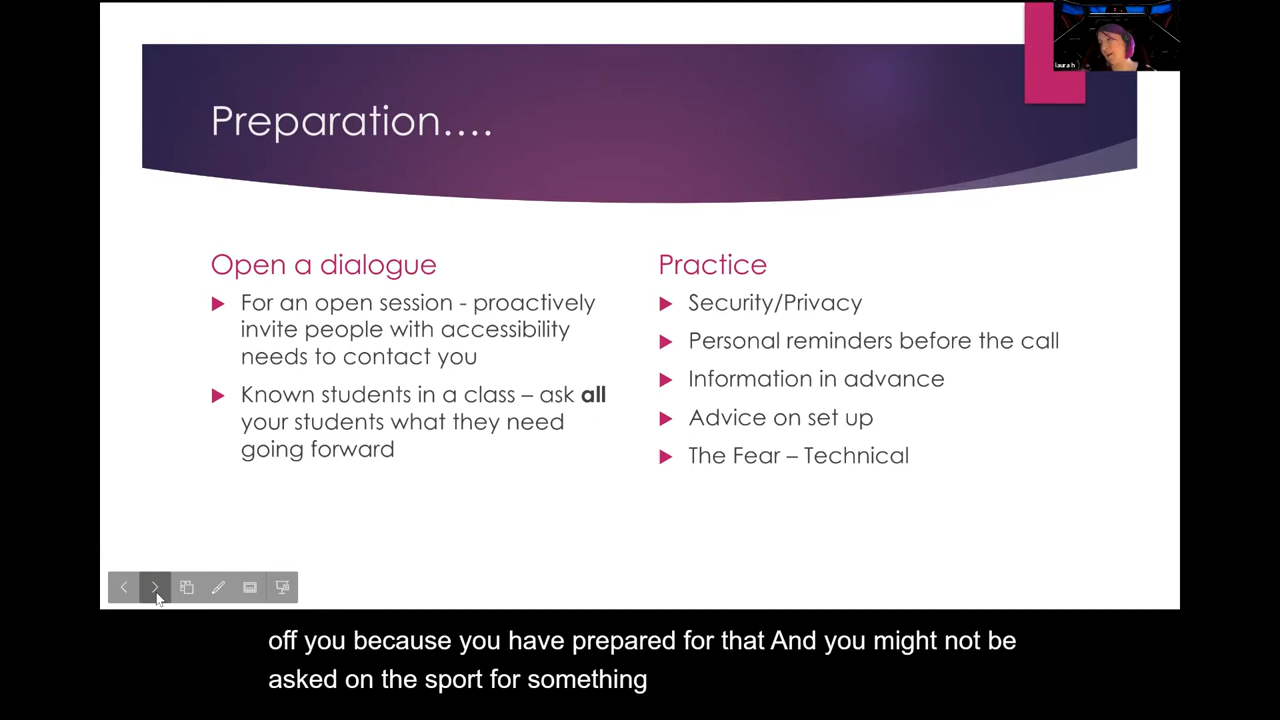 laura h
Preparation….
Open a dialogue
For an open session - proactively
invite people with accessibility
needs to contact you
Known students in a class – ask all
your students what they need
going forward
Practice
Security/Privacy
Personal reminders before the call
Information in advance
Advice on set up
The Fear – Technical
off you because you have prepared for that And you might not be
asked on the sport for something